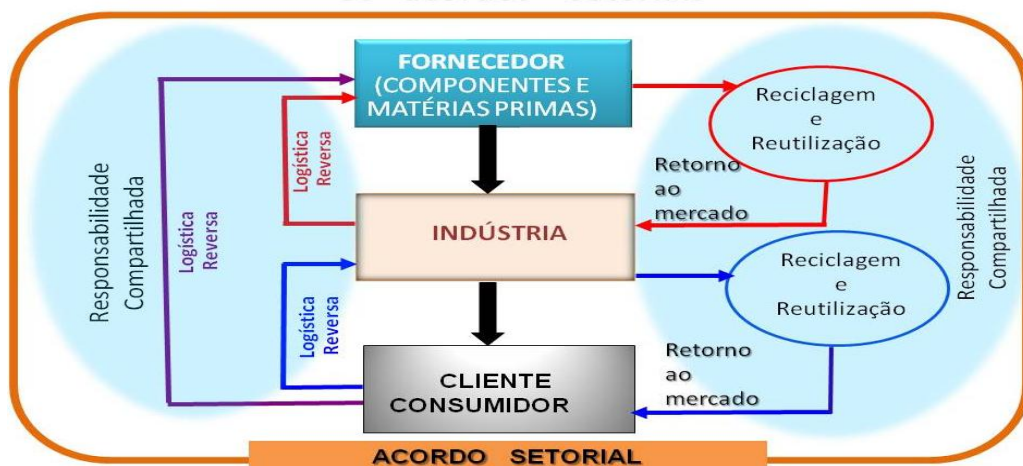 FORNECEDOR
(COMPONENTES E
MATÉRIAS PRIMAS)
Reciclagem
e
Reutilização
Logística
Reversa
Retorno
ao
mercado
Responsabilidade
Compartilhada
Logística
Reversa
INDÚSTRIA
Responsabilidade
Compartilhada
Reciclagem
e
Reutilização
Logística
Reversa
Retorno
ao
mercado
CLIENTE
CONSUMIDOR
ACORDO SETORIAL